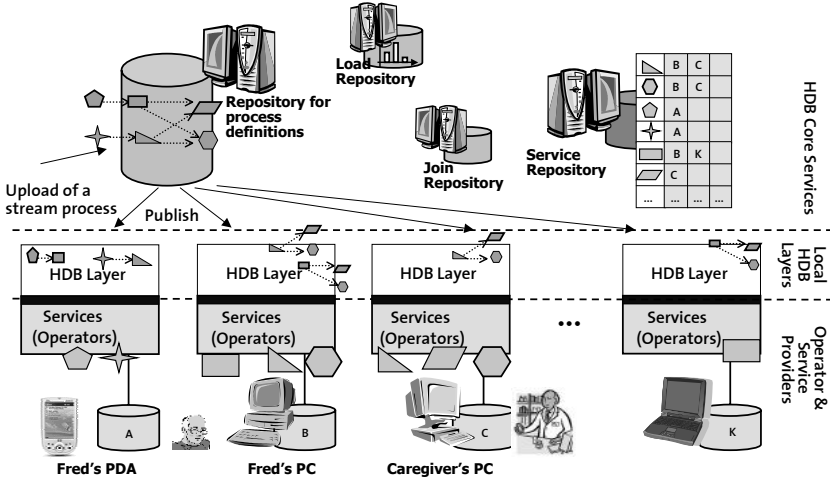 Load
Repository
Repository for
process
definitions
Join
Repository
Service
Repository
B C
B C
A
A
B K
C
... ... ... ...
HDB Core Services
Upload of a
stream process
Publish
HDB Layer
HDB Layer
HDB Layer
HDB Layer
Local
HDB
Layers
Services
(Operators)
Services
(Operators)
Services
(Operators)
...
Services
(Operators)
Operator &
Service
Providers
A
B
C
K
Fred's PDA
Fred's PC
Caregiver's PC